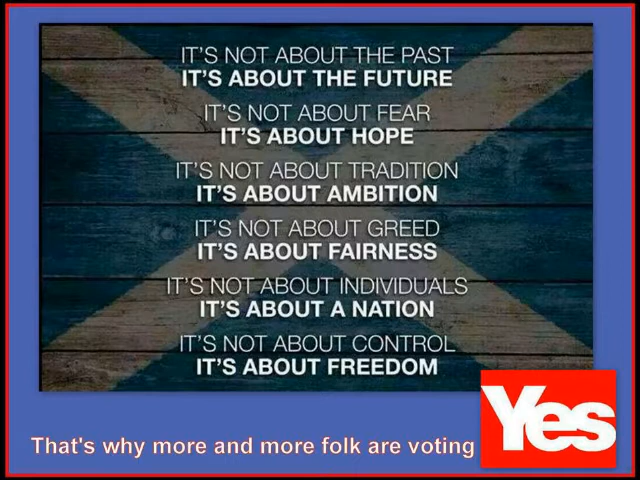 IT'S NOT ABOUT THE PAST
IT'S ABOUT THE FUTURE
IT'S NOT ABOUT FEAR
IT'S ABOUT HOPE
IT'S NOT ABOUT TRADITION
IT'S ABOUT AMBITION
IT'S NOT ABOUT GREED
IT'S ABOUT FAIRNESS
IT'S NOT ABOUT INDIVIDUALS
IT'S ABOUT A NATION
IT'S NOT ABOUT CONTROL
IT'S ABOUT FREEDOM
That's why more and more folk are voting Yes